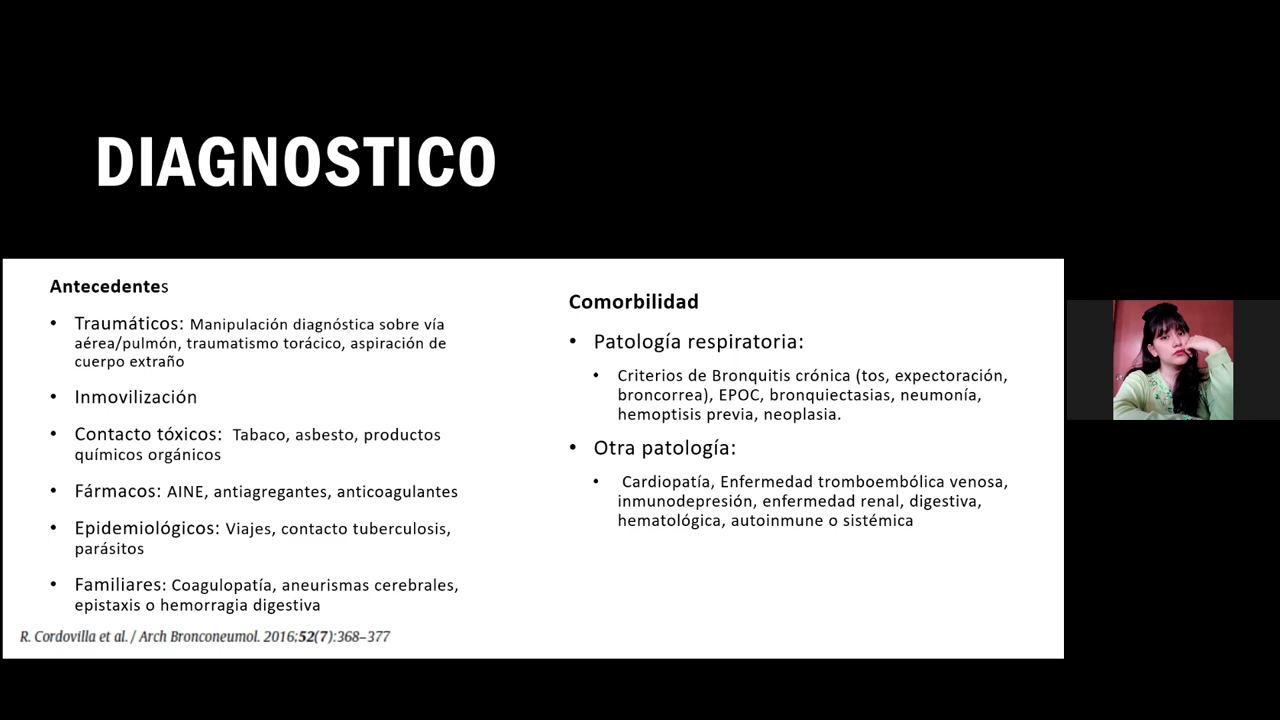 DIAGNOSTICO
Antecedentes
• Traumáticos: Manipulación diagnóstica sobre vía
aérea/pulmón, traumatismo torácico, aspiración de
cuerpo extraño
• Inmovilización
• Contacto tóxicos: Tabaco, asbesto, productos
químicos orgánicos
• Fármacos: AINE, antiagregantes, anticoagulantes
• Epidemiológicos: Viajes, contacto tuberculosis,
parásitos
• Familiares: Coagulopatía, aneurismas cerebrales,
epistaxis o hemorragia digestiva
R. Cordovilla et al. / Arch Bronconeumol. 2016;52(7):368–377
Comorbilidad
• Patología respiratoria:
• Criterios de Bronquitis crónica (tos, expectoración,
broncorrea), EPOC, bronquiectasias, neumonía,
hemoptisis previa, neoplasia.
• Otra patología:
• Cardiopatía, Enfermedad tromboembólica venosa,
inmunodepresión, enfermedad renal, digestiva,
hematológica, autoinmune o sistémica